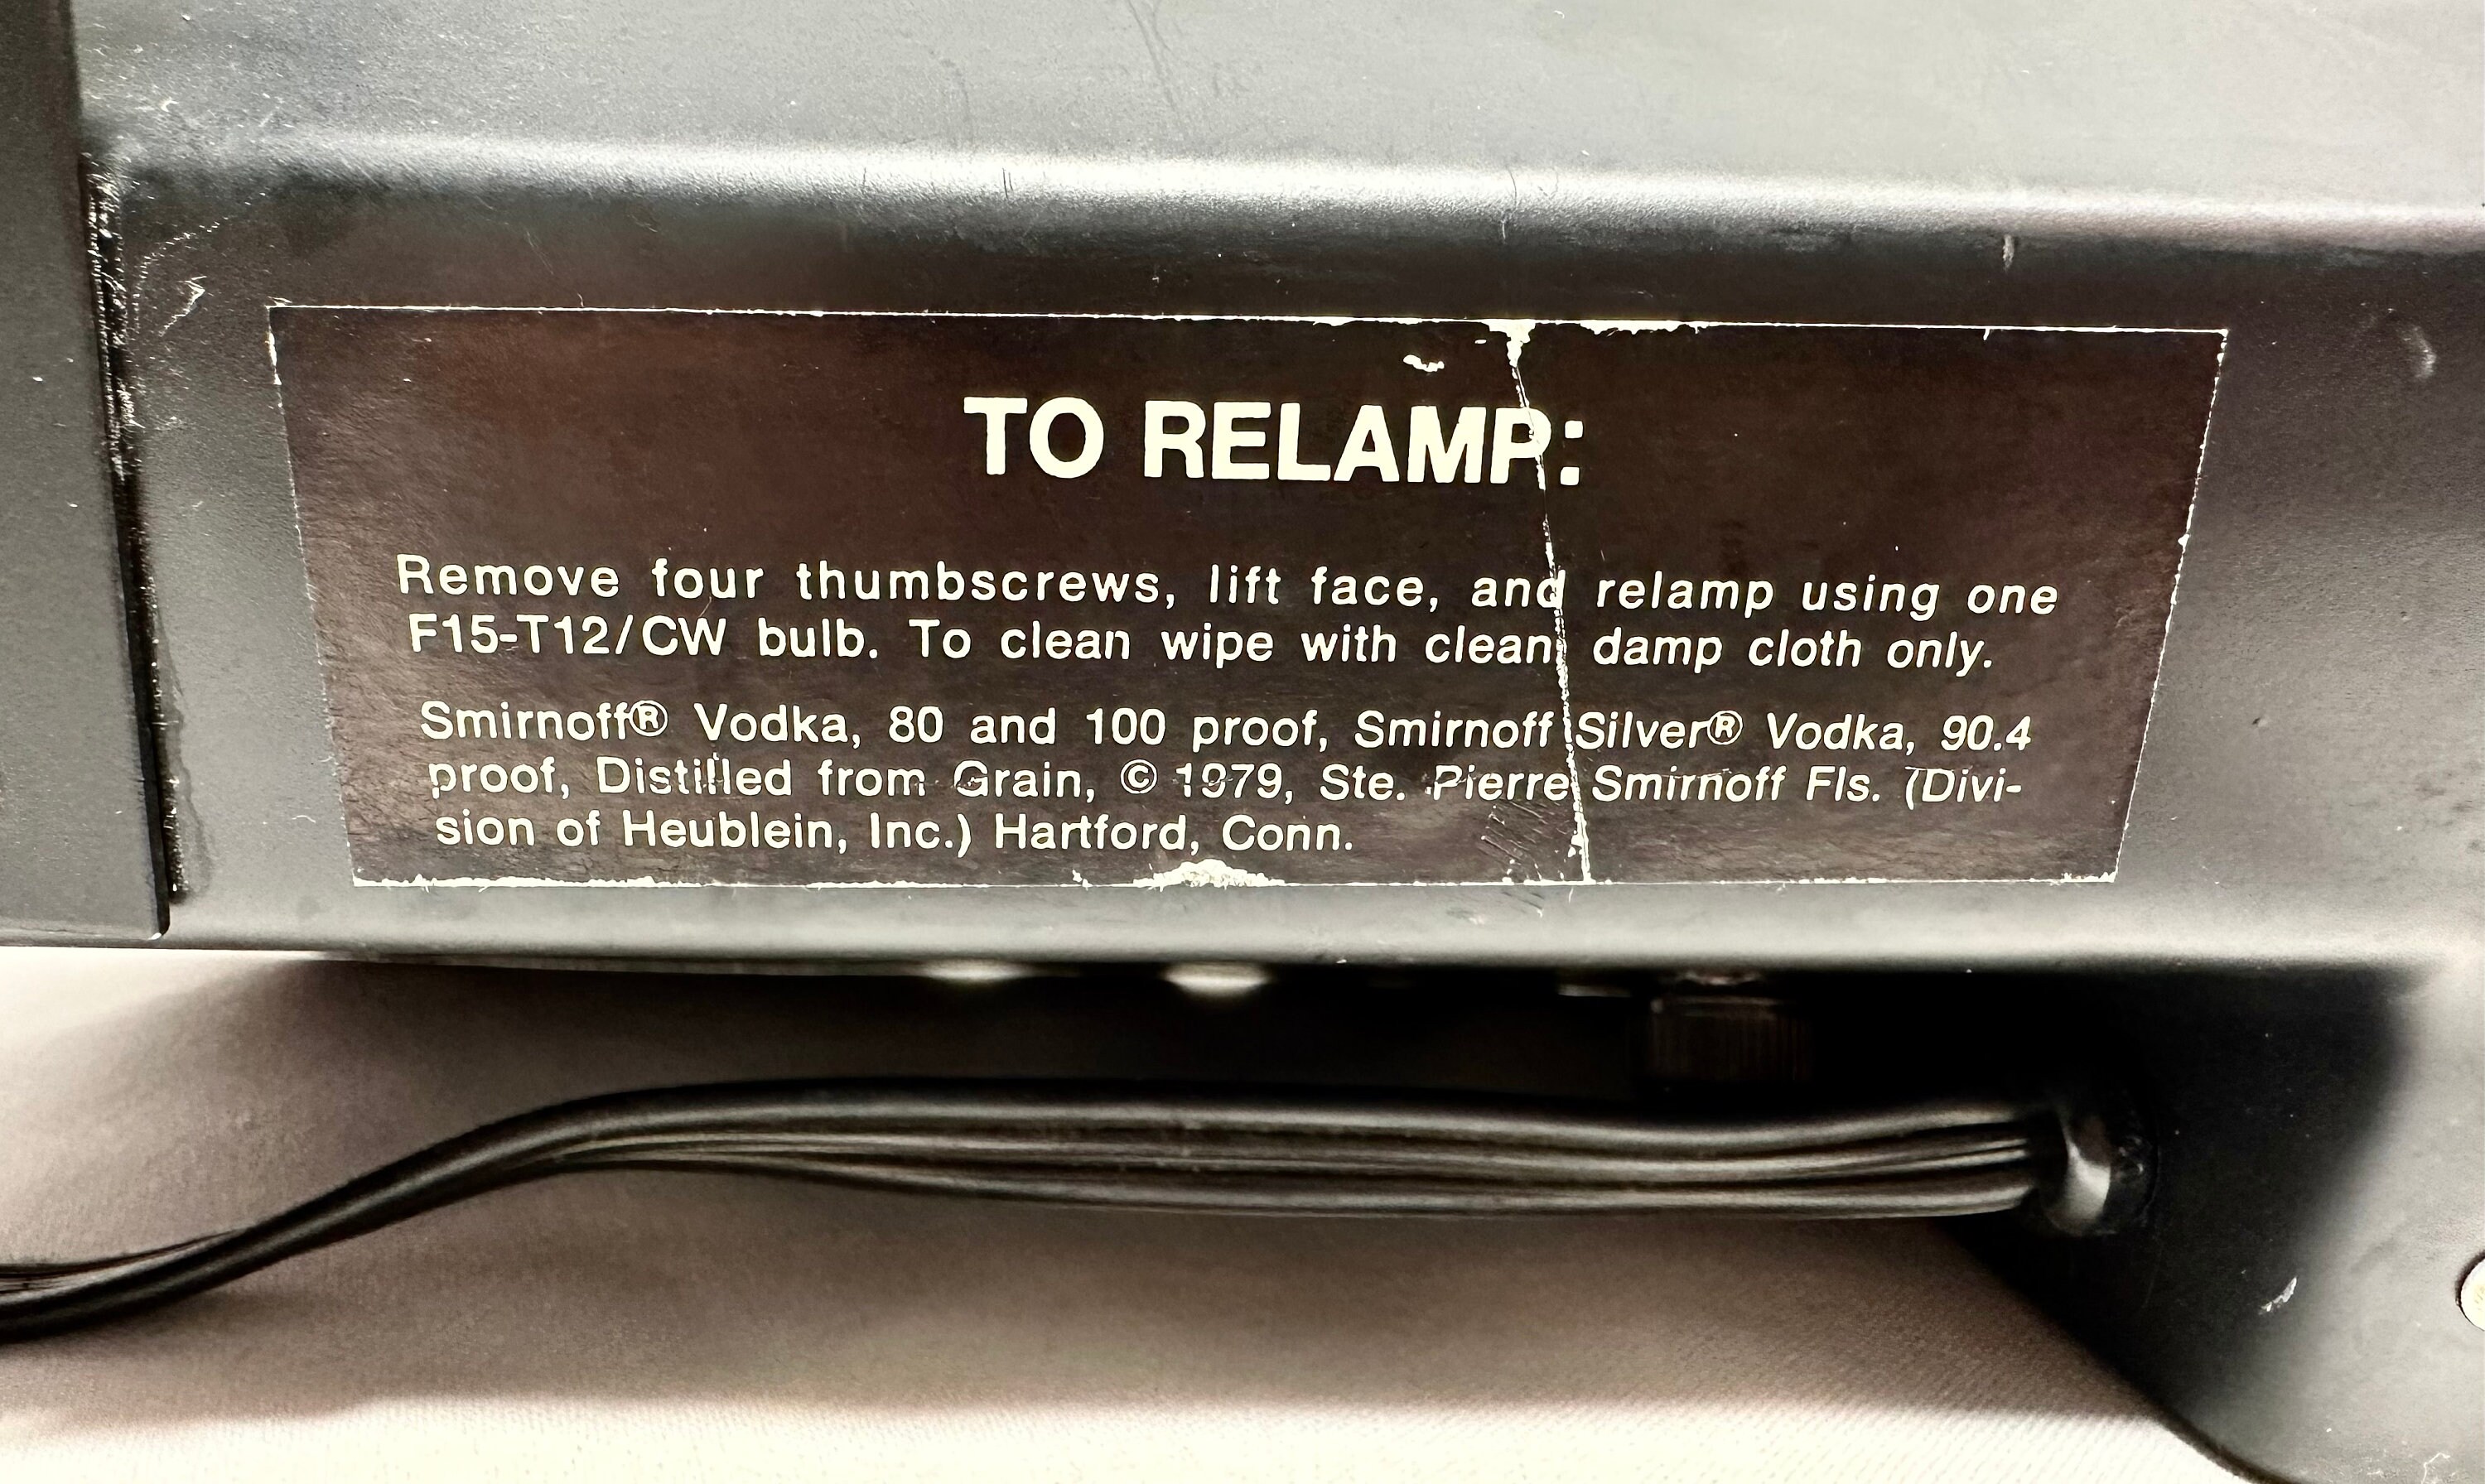 TO RELAMP:
Remove four thumbscrews, lift face, and relamp using one
F15-T12/CW bulb. To clean wipe with clean damp cloth only.
Smirnoff® Vodka, 80 and 100 proof, Smirnoff Silver® Vodka, 90.4
proof, Distilled from Grain, © 1979, Ste. Pierre Smirnoff Fls. (Divi-
sion of Heublein, Inc.) Hartford, Conn.